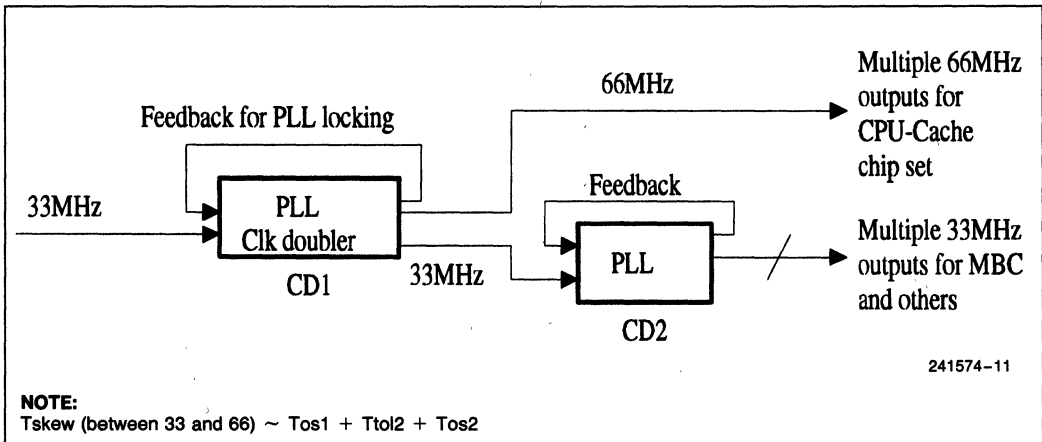 66MHz
Multiple 66MHz
outputs for
CPU-Cache
chip set
Feedback for PLL locking
33MHz
PLL
Clk doubler
CD1
33MHz
Feedback
PLL
CD2
Multiple 33MHz
outputs for MBC
and others
241574-11
NOTE:
Tskew (between 33 and 66) ~ Tos1 + Ttol2 + Tos2